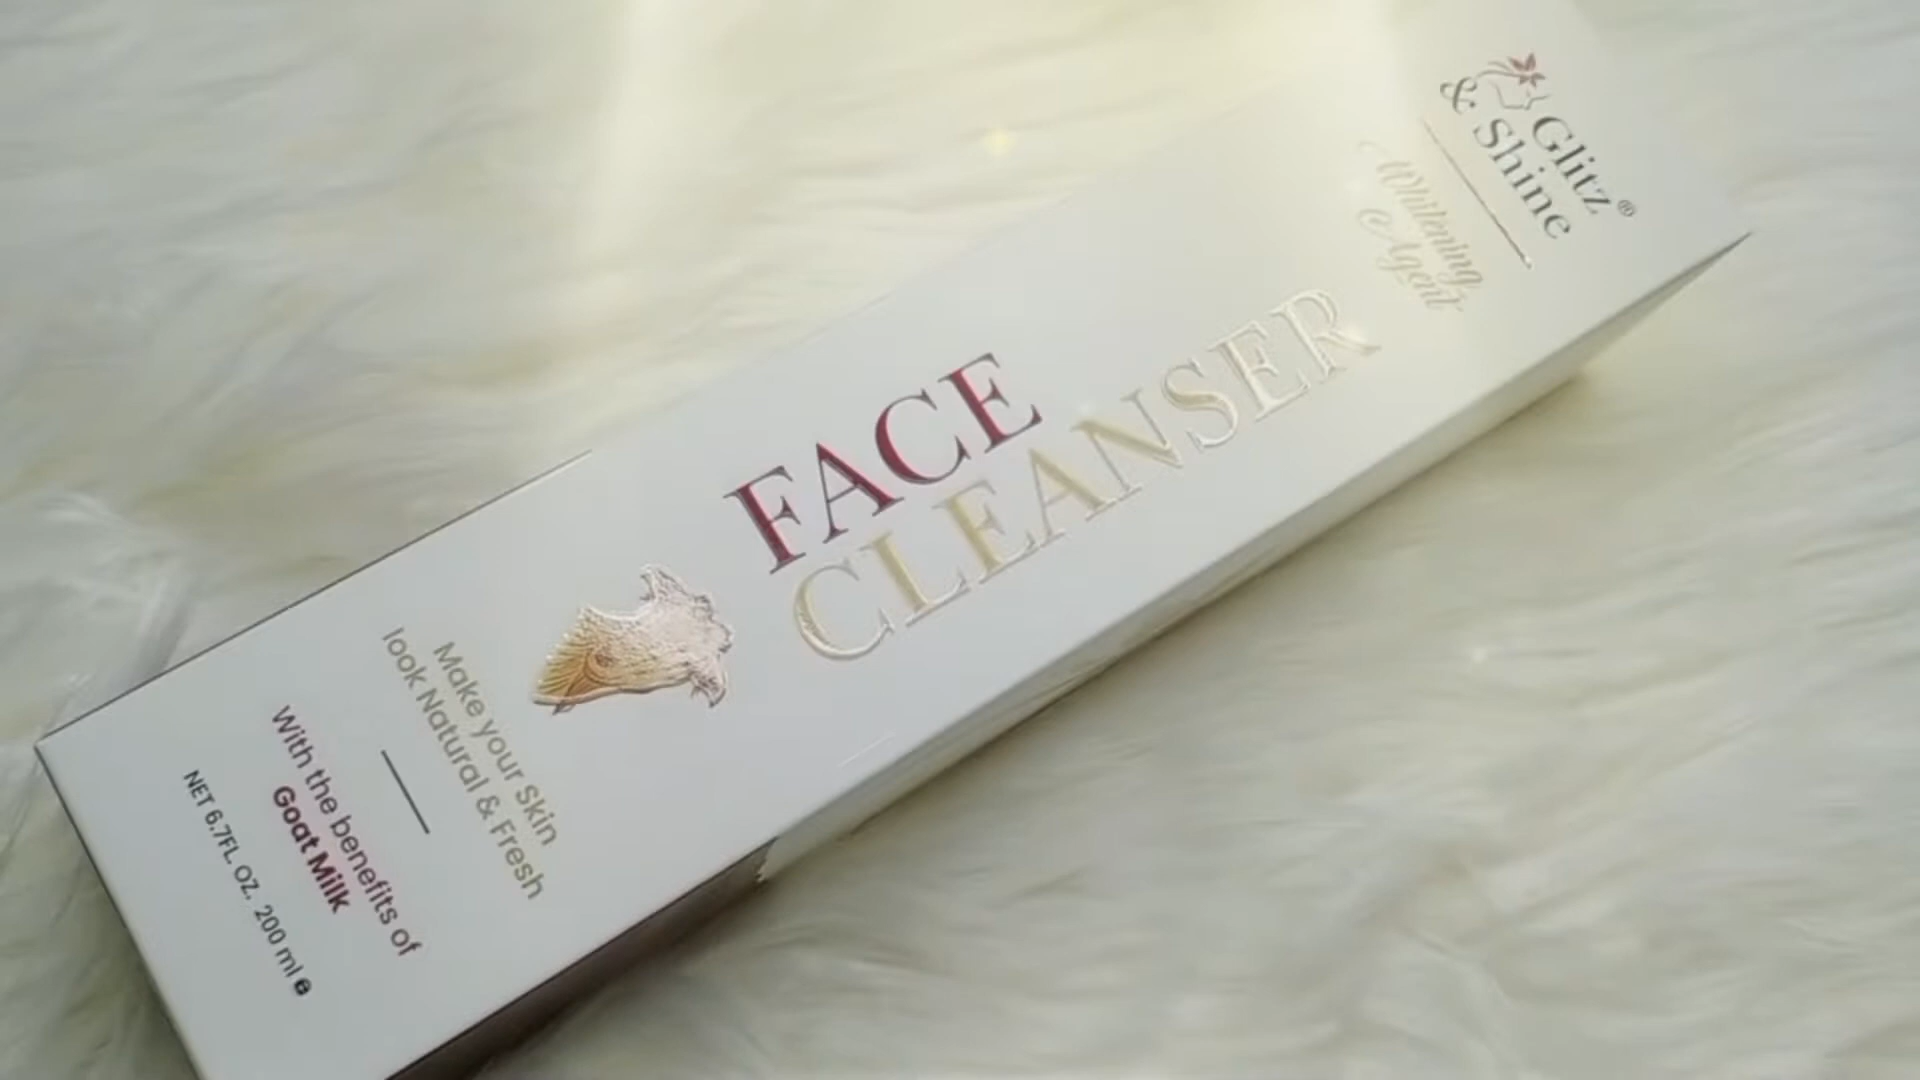 Glitz®
& Shine
Whitening
Agent
FACE
CLEANSER
Make your Skin
look Natural & Fresh
With the benefits of
Goat Milk
NET 6.7FL. OZ. 200 ml ℮